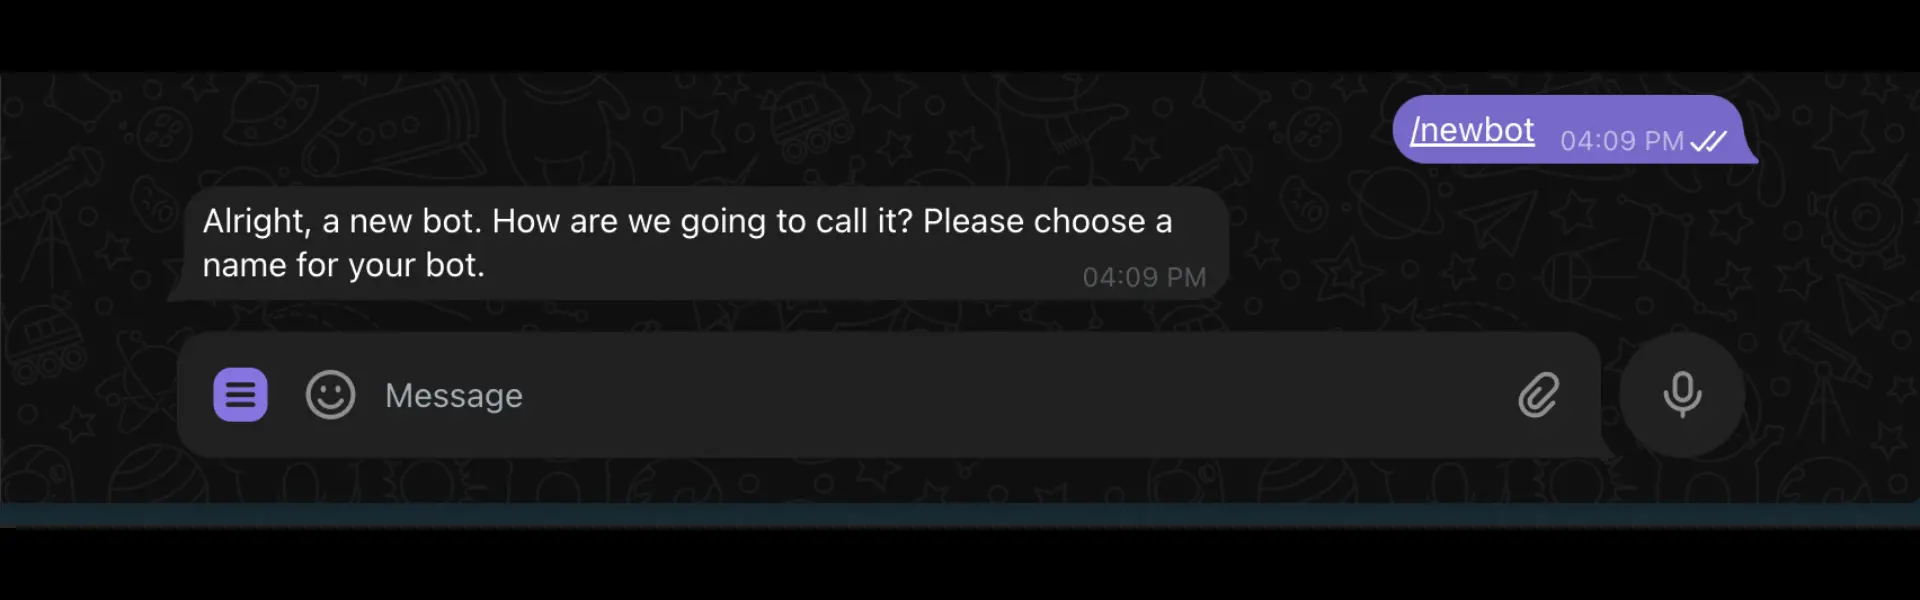 /newbot 04:09 PM
Alright, a new bot. How are we going to call it? Please choose a
name for your bot.
04:09 PM
Message